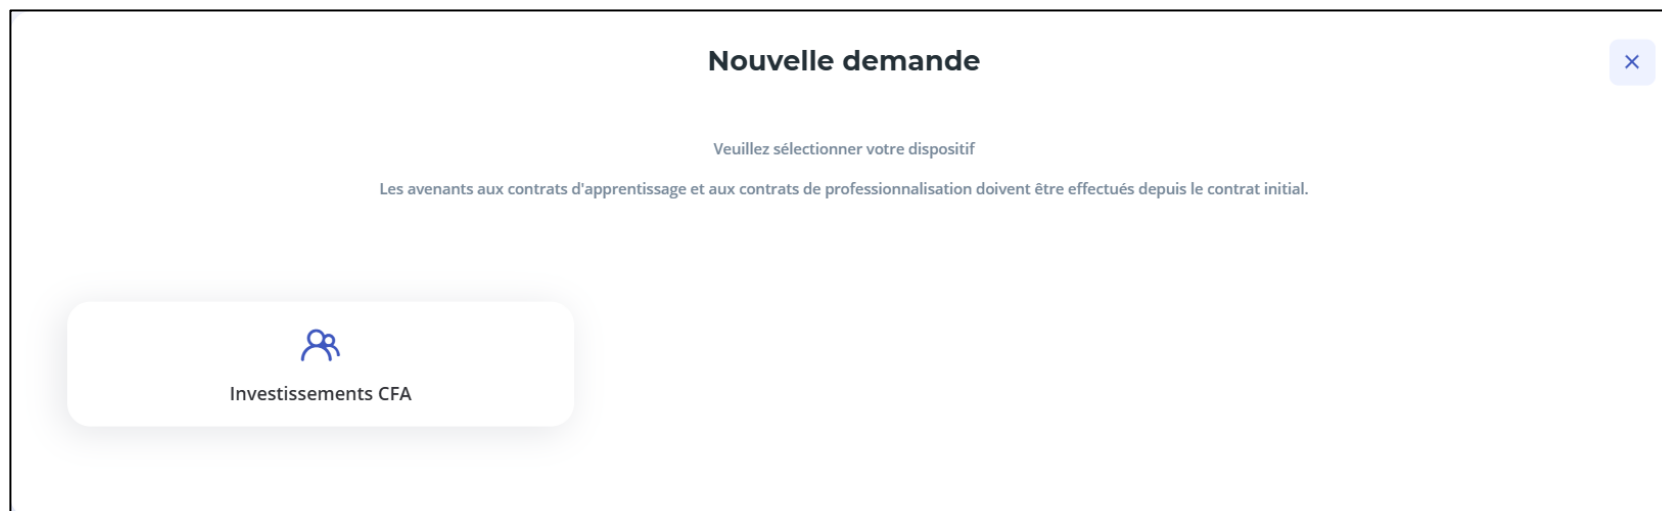 Nouvelle demande
Veuillez sélectionner votre dispositif
Les avenants aux contrats d'apprentissage et aux contrats de professionnalisation doivent être effectués depuis le contrat initial.
Investissements CFA